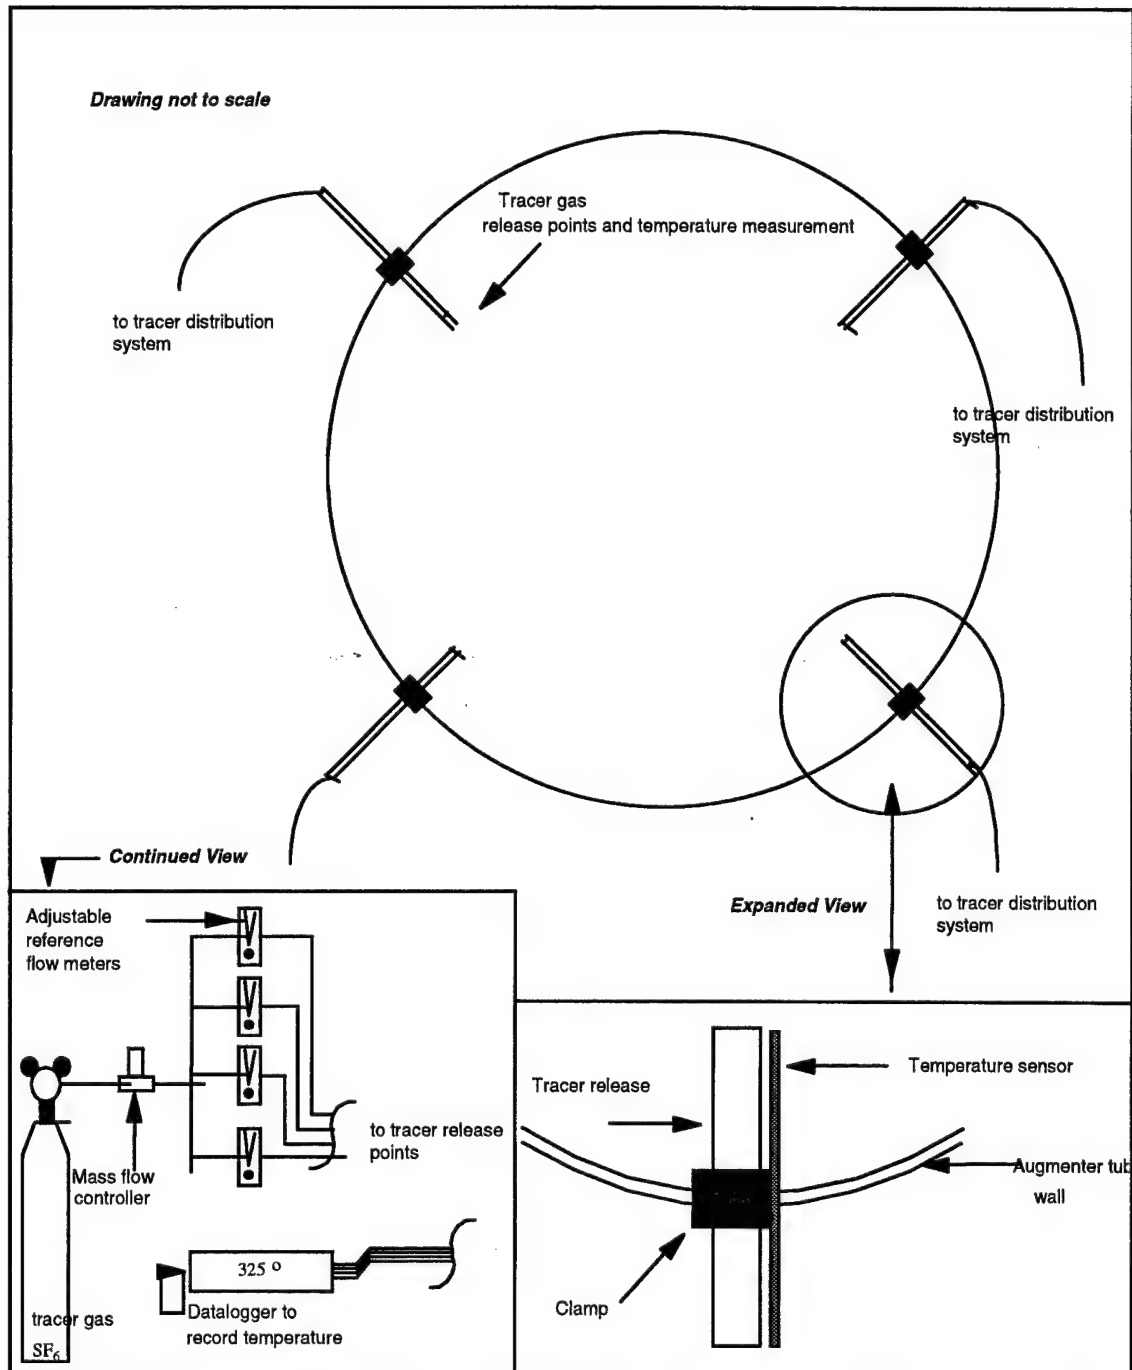 Drawing not to scale
Tracer gas
release points and temperature measurement
to tracer distribution
system
to tracer distribution
system
Continued View
Expanded View
to tracer distribution
system
Adjustable
reference
flow meters
to tracer release
points
Mass flow
controller
325 °
Datalogger to
record temperature
tracer gas
SF6
Temperature sensor
Tracer release
Augmenter tub
wall
Clamp